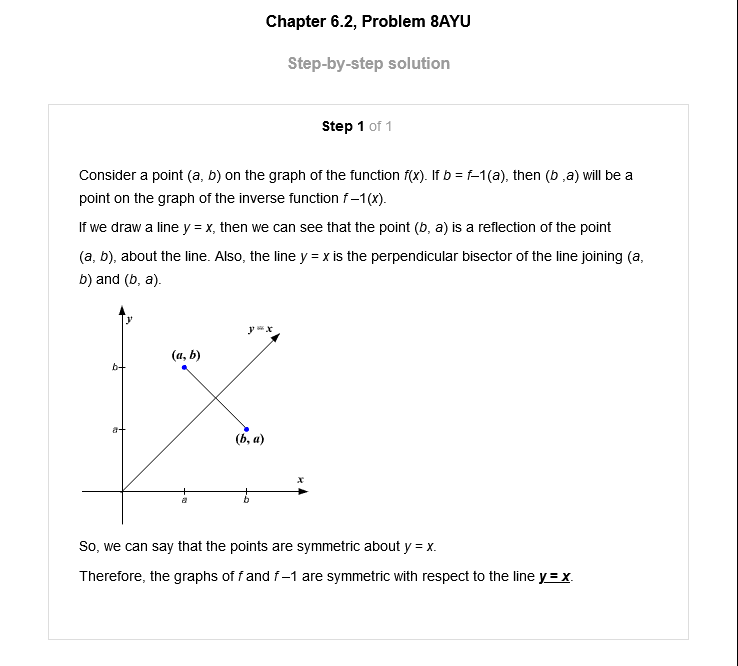 Chapter 6.2, Problem 8AYU
Step-by-step solution
Step 1 of 1
Consider a point (a, b) on the graph of the function f(x). If b = f–1(a), then (b ,a) will be a
point on the graph of the inverse function f –1(x).
If we draw a line y = x, then we can see that the point (b, a) is a reflection of the point
(a, b), about the line. Also, the line y = x is the perpendicular bisector of the line joining (a,
b) and (b, a).
y
y = x
(a, b)
b
a
(b, a)
x
a
b
So, we can say that the points are symmetric about y = x.
Therefore, the graphs of f and f –1 are symmetric with respect to the line y = x.